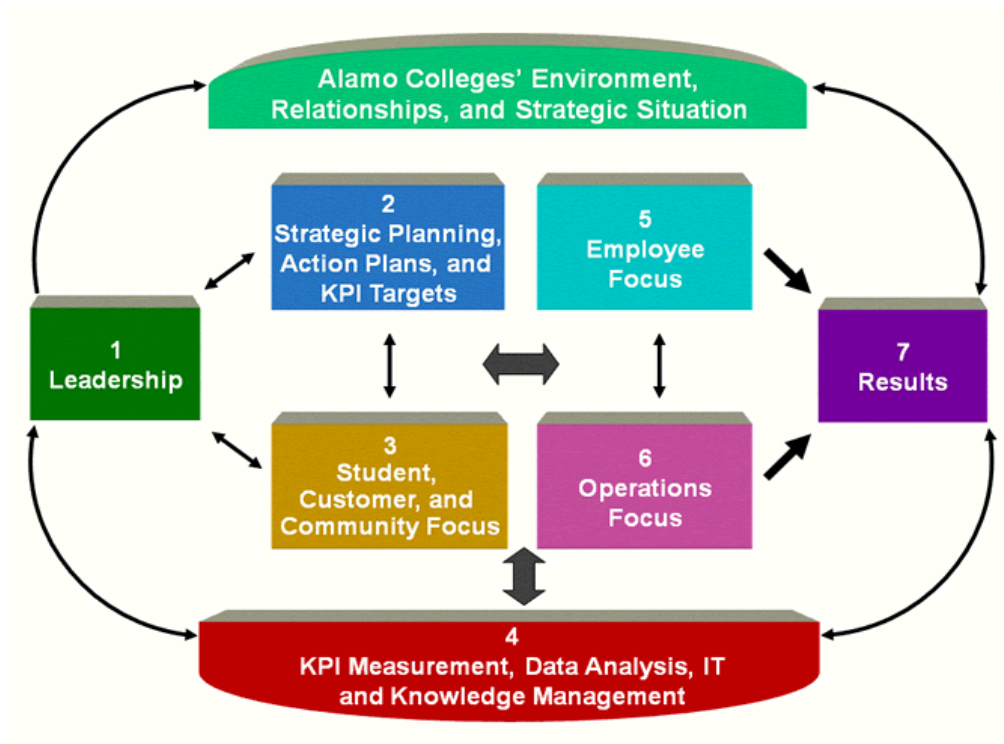 Alamo Colleges' Environment,
Relationships, and Strategic Situation
2
Strategic Planning,
Action Plans, and
KPI Targets
5
Employee
Focus
1
Leadership
7
Results
3
Student,
Customer, and
Community Focus
6
Operations
Focus
4
KPI Measurement, Data Analysis, IT
and Knowledge Management